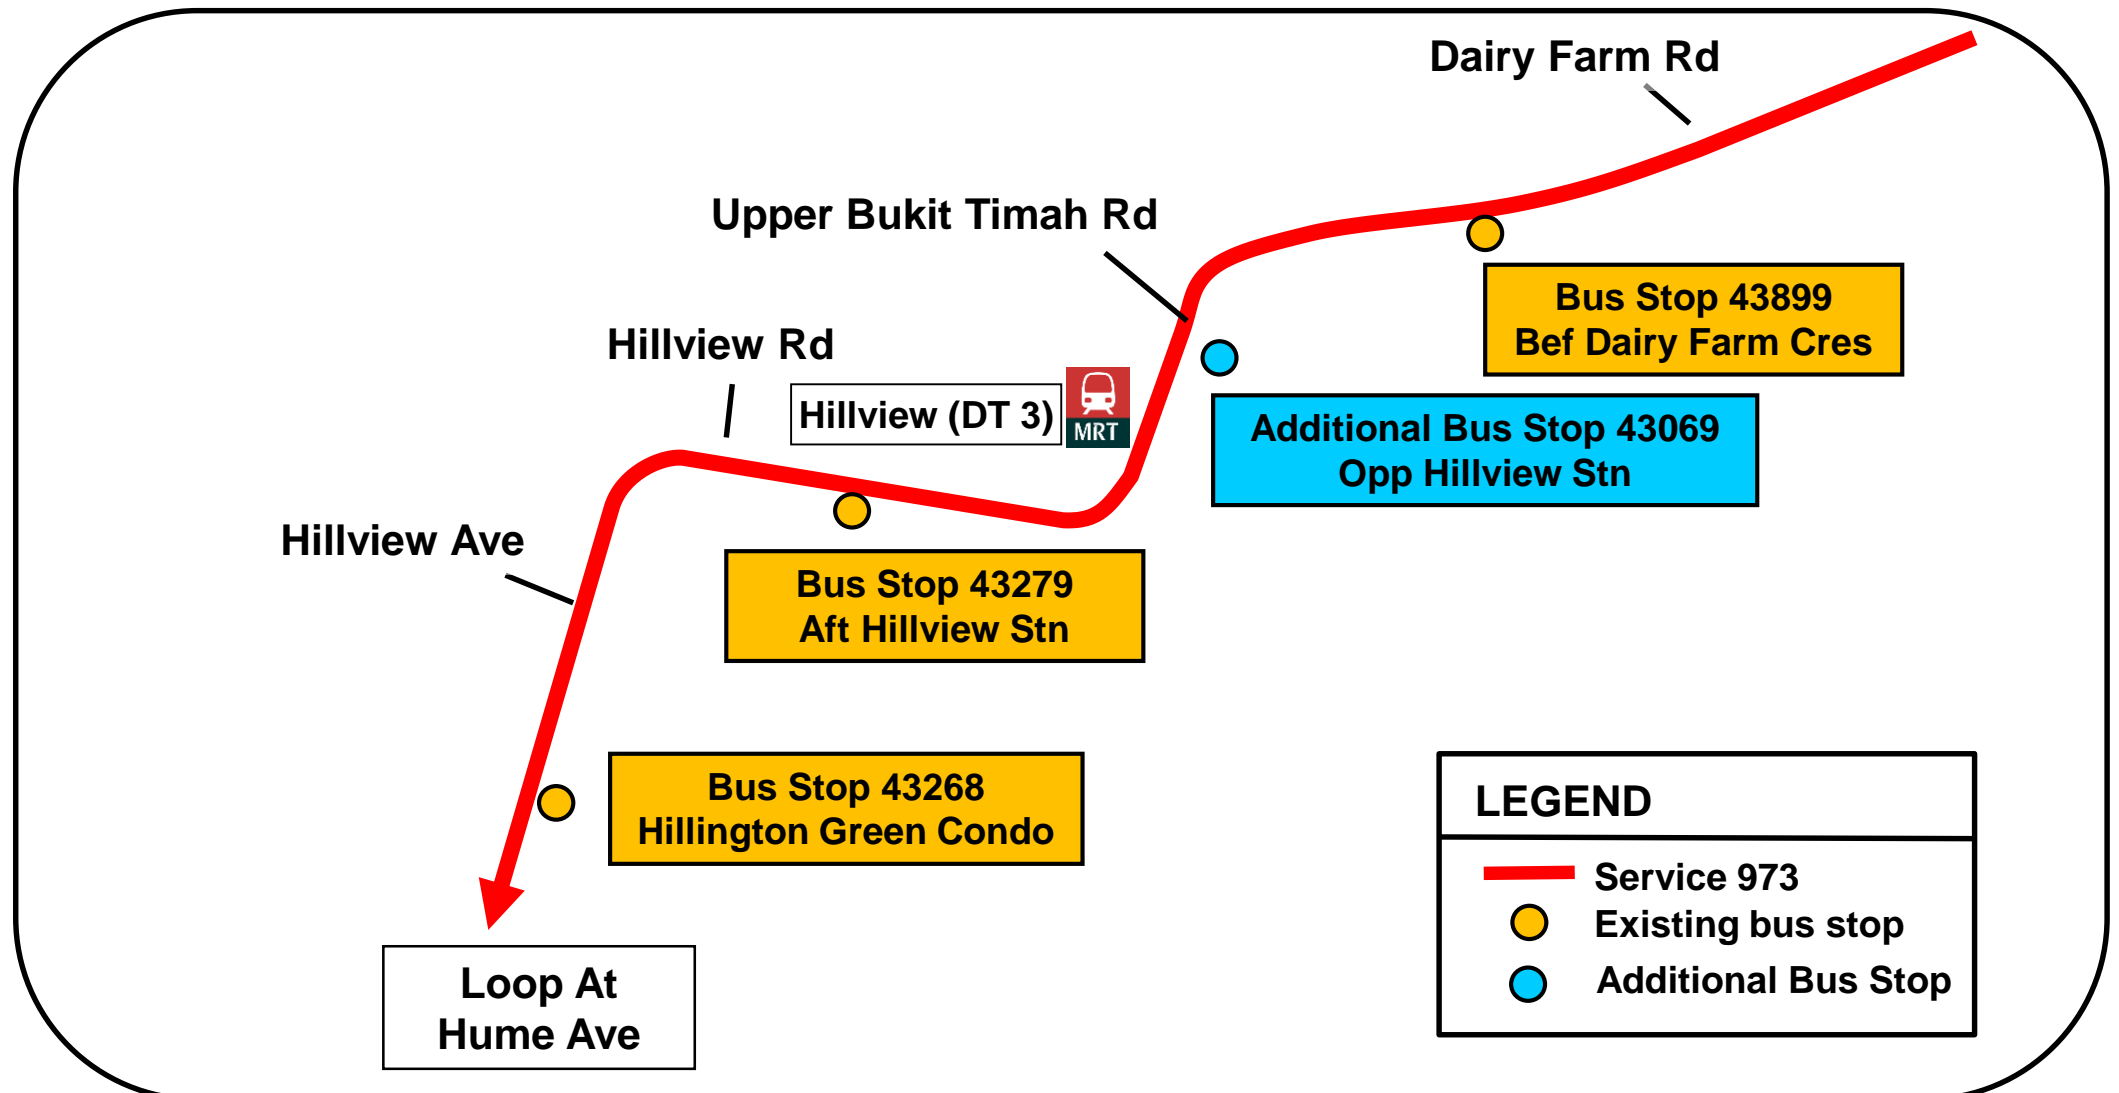 Dairy Farm Rd
Upper Bukit Timah Rd
Bus Stop 43899
Bef Dairy Farm Cres
Hillview Rd
Hillview (DT 3)
MRT
Additional Bus Stop 43069
Opp Hillview Stn
Hillview Ave
Bus Stop 43279
Aft Hillview Stn
Bus Stop 43268
Hillington Green Condo
Loop At
Hume Ave
LEGEND
Service 973
Existing bus stop
Additional Bus Stop